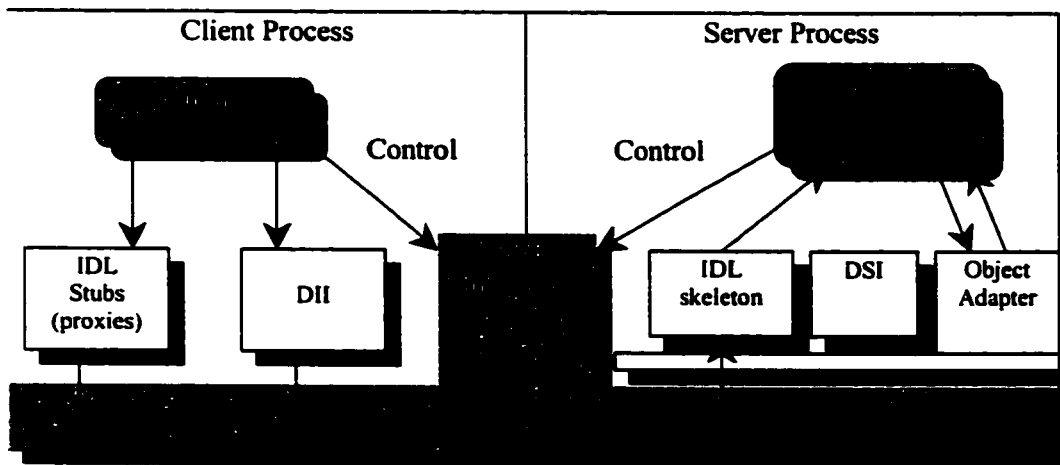 Client Process
Server Process
Control
Control
IDL
Stubs
(proxies)
DII
IDL
skeleton
DSI
Object
Adapter